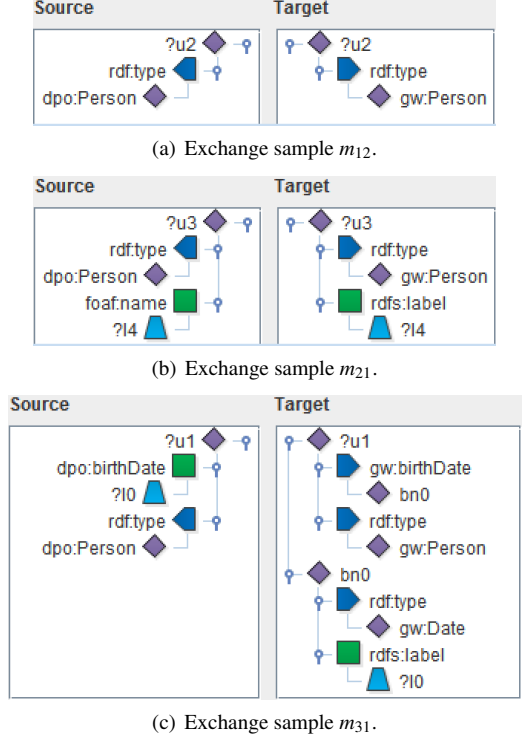 Source Target
?u2 ?u2
rdf:type rdf:type
dpo:Person gw:Person
(a) Exchange sample m12.
Source Target
?u3 ?u3
rdf:type rdf:type
dpo:Person gw:Person
foaf:name rdfs:label
?l4 ?l4
(b) Exchange sample m21.
Source Target
?u1 ?u1
dpo:birthDate gw:birthDate
?l0 bn0
rdf:type rdf:type
dpo:Person gw:Person
bn0
rdf:type
gw:Date
rdfs:label
?l0
(c) Exchange sample m31.